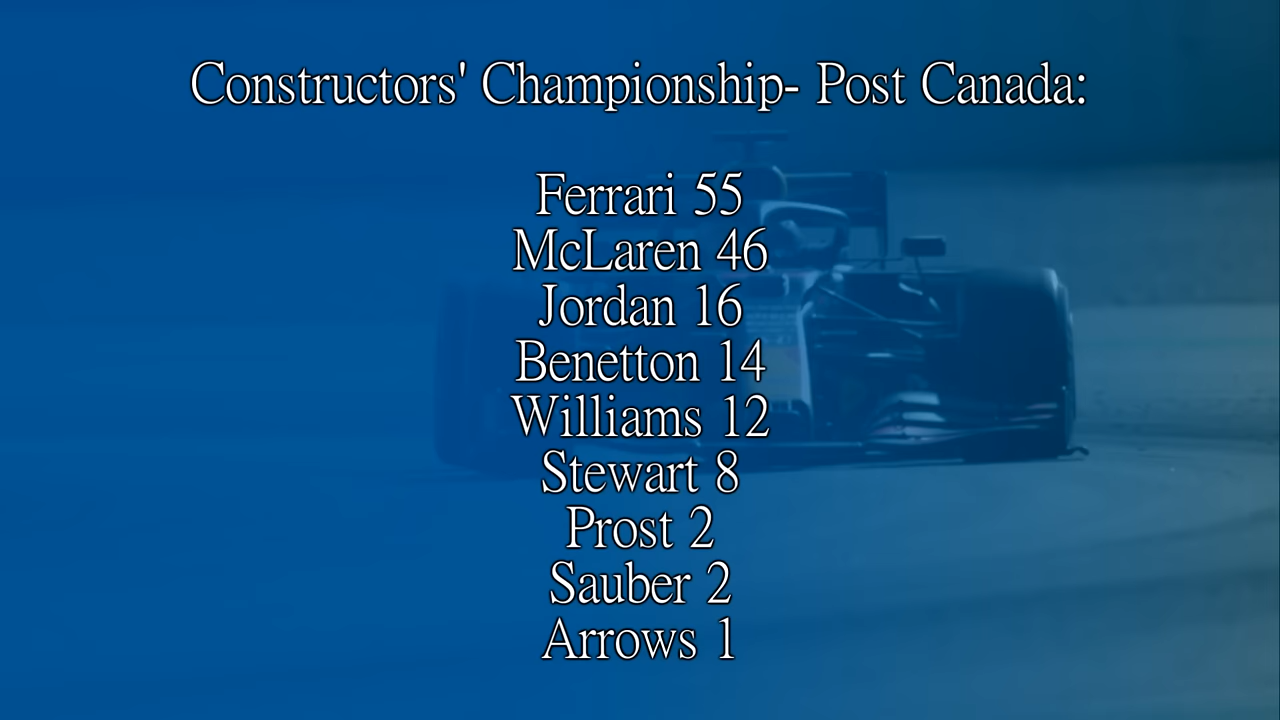 Constructors' Championship- Post Canada:
Ferrari 55
McLaren 46
Jordan 16
Benetton 14
Williams 12
Stewart 8
Prost 2
Sauber 2
Arrows 1